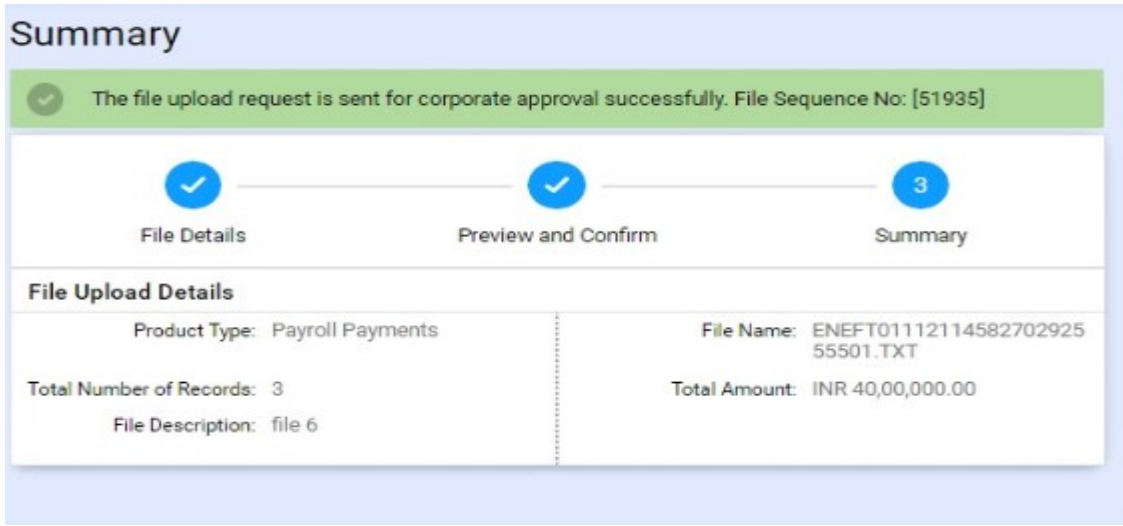 Summary
The file upload request is sent for corporate approval successfully. File Sequence No: [51935]
3
File Details
Preview and Confirm
Summary
File Upload Details
Product Type: Payroll Payments
File Name: ENEFT01112114582702925
55501.TXT
Total Number of Records: 3
Total Amount: INR 40,00,000.00
File Description: file 6